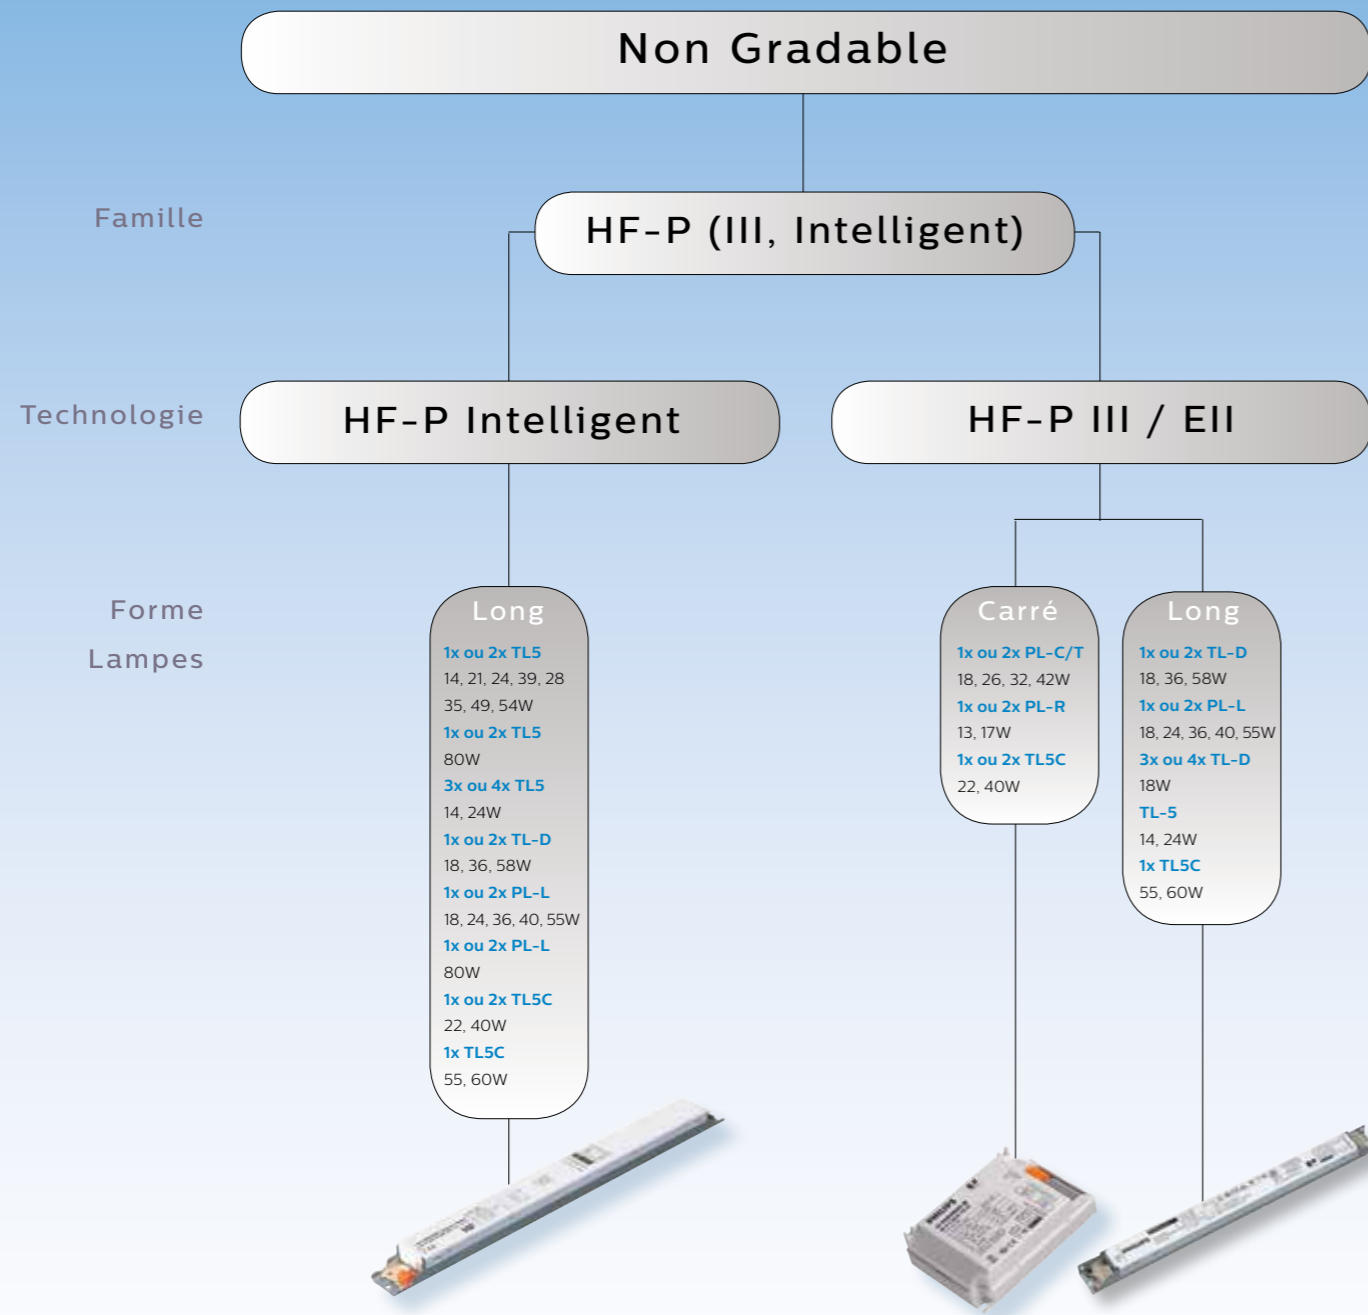 Non Gradable
Famille
HF-P (III, Intelligent)
Technologie
HF-P Intelligent
HF-P III / EII
Forme
Lampes
Long
1x ou 2x TL5
14, 21, 24, 39, 28
35, 49, 54W
1x ou 2x TL5
80W
3x ou 4x TL5
14, 24W
1x ou 2x TL-D
18, 36, 58W
1x ou 2x PL-L
18, 24, 36, 40, 55W
1x ou 2x PL-L
80W
1x ou 2x TL5C
22, 40W
1x TL5C
55, 60W
Carré
1x ou 2x PL-C/T
18, 26, 32, 42W
1x ou 2x PL-R
13, 17W
1x ou 2x TL5C
22, 40W
Long
1x ou 2x TL-D
18, 36, 58W
1x ou 2x PL-L
18, 24, 36, 40, 55W
3x ou 4x TL-D
18W
TL-5
14, 24W
1x TL5C
55, 60W
PHILIPS
PHILIPS